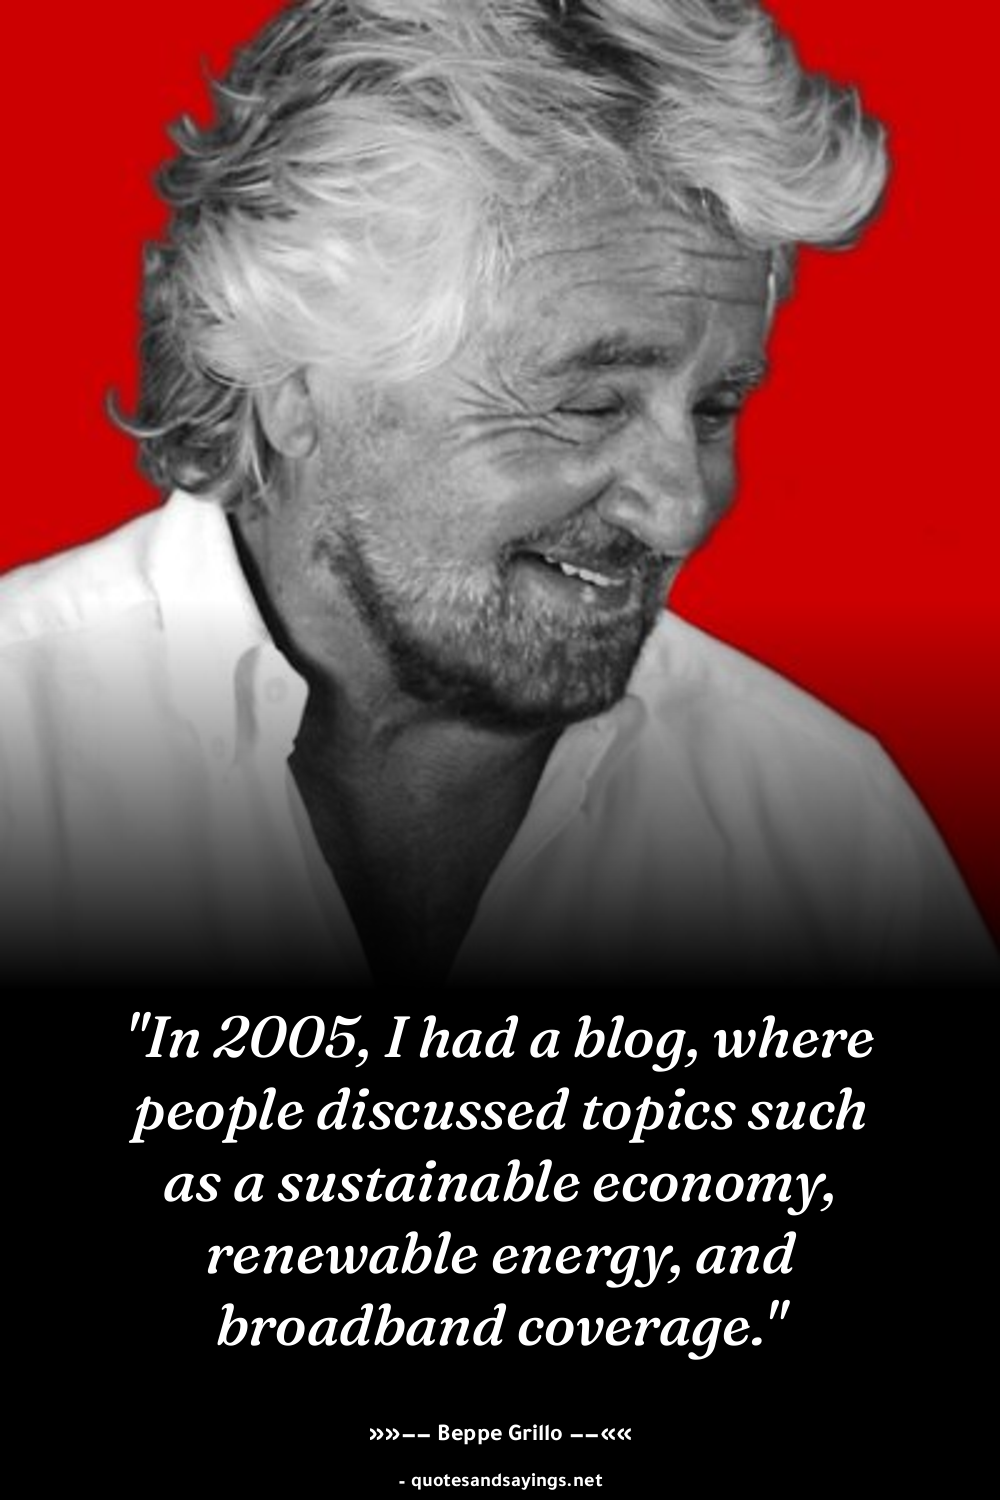 "In 2005, I had a blog, where
people discussed topics such
as a sustainable economy,
renewable energy, and
broadband coverage."
»»−− Beppe Grillo −−««
- quotesandsayings.net